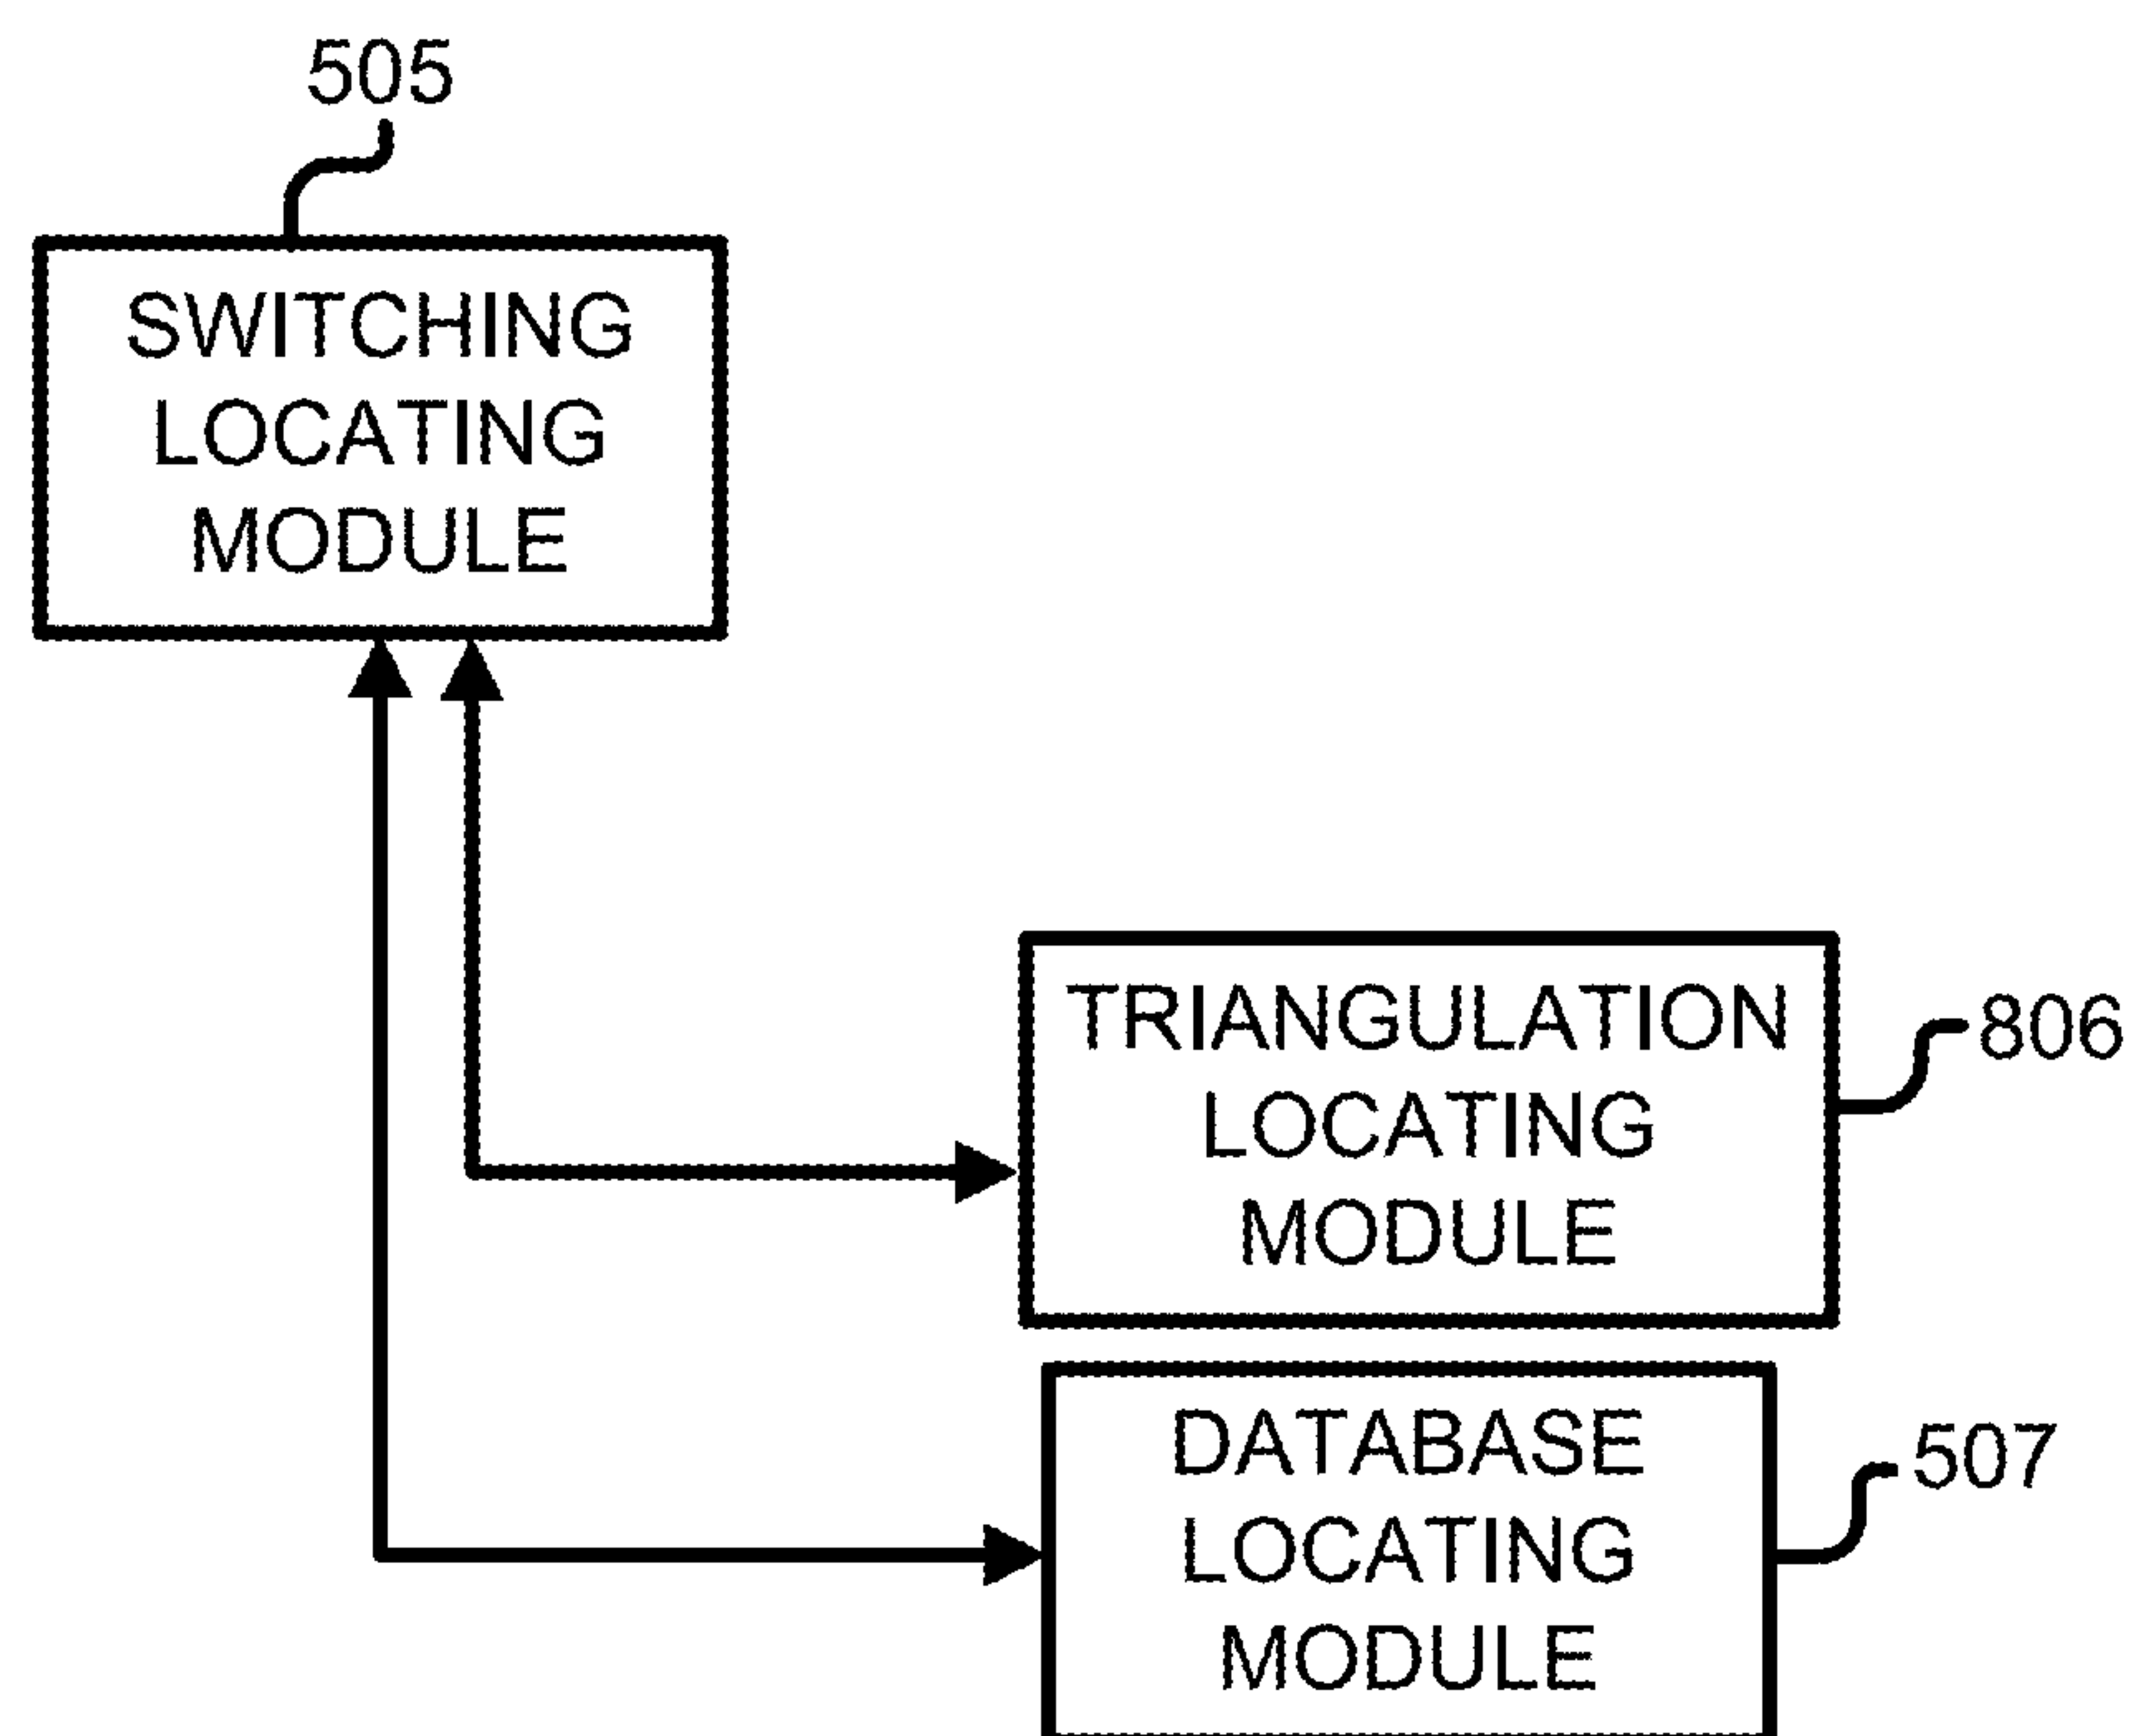 505
SWITCHING
LOCATING
MODULE
TRIANGULATION
LOCATING
MODULE
806
DATABASE
LOCATING
MODULE
507